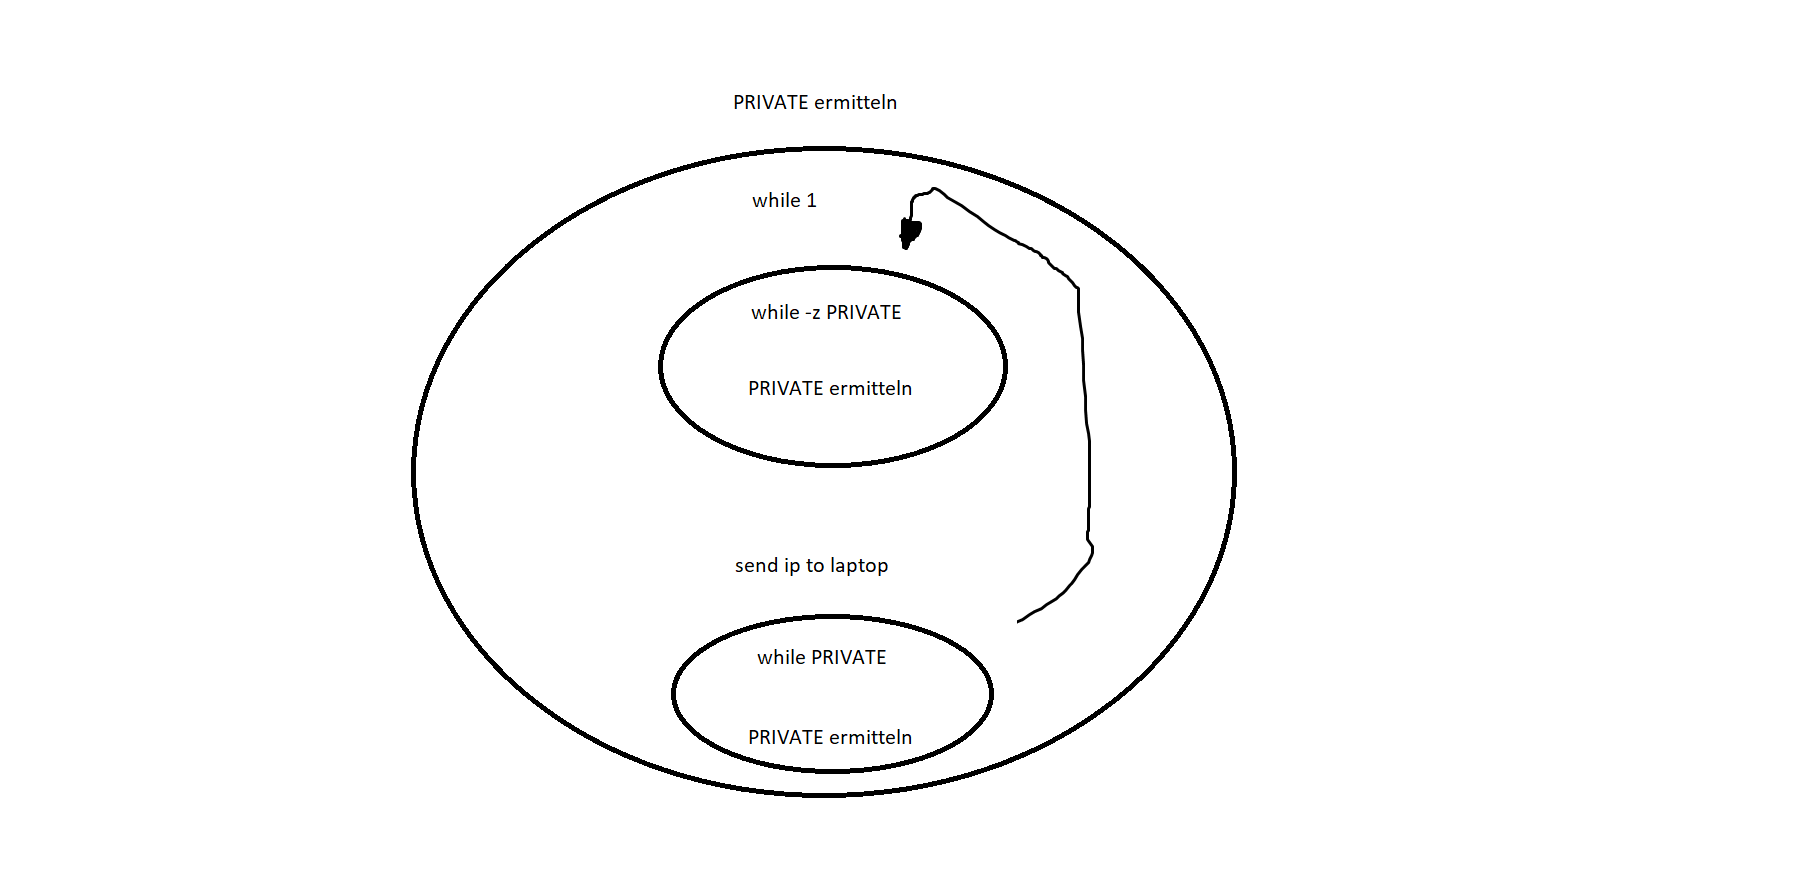 PRIVATE ermitteln
while 1
while -z PRIVATE
PRIVATE ermitteln
send ip to laptop
while PRIVATE
PRIVATE ermitteln